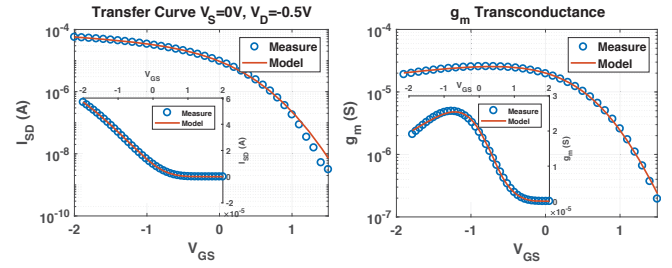 Transfer Curve V_S=0V, V_D=-0.5V
10^-4
10^-6
10^-8
10^-10
I_SD (A)
-2
-1
0
1
V_GS
Measure
Model
-2
-1
0
1
2
V_GS
6
4
2
0
-2
×10^-5
I_SD (A)
Measure
Model
g_m Transconductance
10^-4
10^-5
10^-6
10^-7
g_m (S)
-2
-1
0
1
V_GS
Measure
Model
-2
-1
0
1
2
V_GS
3
2
1
0
×10^-5
g_m (S)
Measure
Model